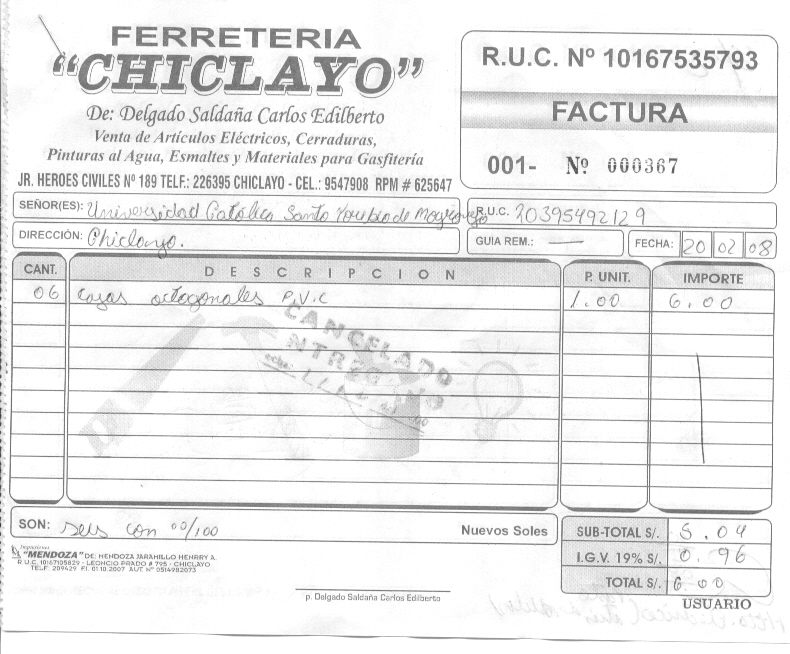 FERRETERIA
"CHICLAYO"
De: Delgado Saldaña Carlos Edilberto
Venta de Artículos Eléctricos, Cerraduras,
Pinturas al Agua, Esmaltes y Materiales para Gasfitería
JR. HEROES CIVILES Nº 189 TELF.: 226395 CHICLAYO - CEL.: 9547908 RPM # 625647
R.U.C. Nº 10167535793
FACTURA
001- Nº 000367
SEÑOR(ES): Universidad Católica Santo Toribio de Mogrovejo
R.U.C. 20395492129
DIRECCIÓN: Chiclayo.
GUIA REM.: —
FECHA: 20 02 08
CANT. DESCRIPCION P. UNIT. IMPORTE
06 Cajas octogonales P.V.C 1.00 6.00
CANCELADO
SON: seis con 00/100 Nuevos Soles
SUB-TOTAL S/. 5.04
I.G.V. 19% S/. 0.96
TOTAL S/. 6.00
Impresiones
"MENDOZA" DE: MENDOZA JARAMILLO HENRRY A.
R.U.C. 10167105829 - LEONCIO PRADO # 795 - CHICLAYO
TELF: 209429 FI. 01.10.2007 AUT. Nº 0514982073
p. Delgado Saldaña Carlos Edilberto
USUARIO